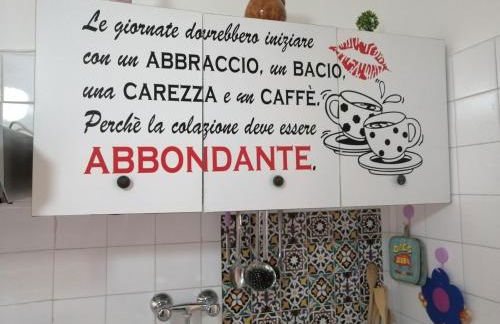 Le giornate dovrebbero iniziare
con un ABBRACCIO, un BACIO,
una CAREZZA e un CAFFÈ.
Perchè la colazione deve essere
ABBONDANTE.